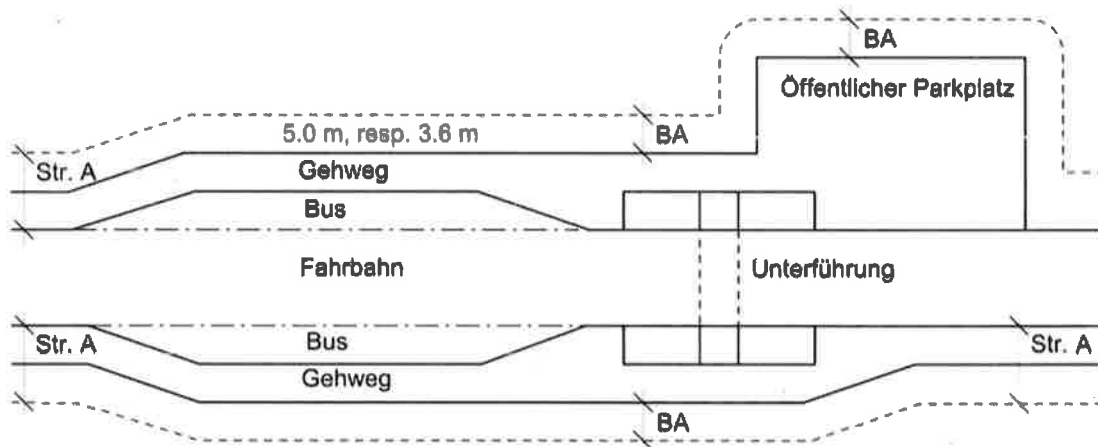 BA
Öffentlicher Parkplatz
5.0 m, resp. 3.6 m
BA
Str. A
Gehweg
Bus
Fahrbahn
Unterführung
Str. A
Bus
Str. A
Gehweg
BA